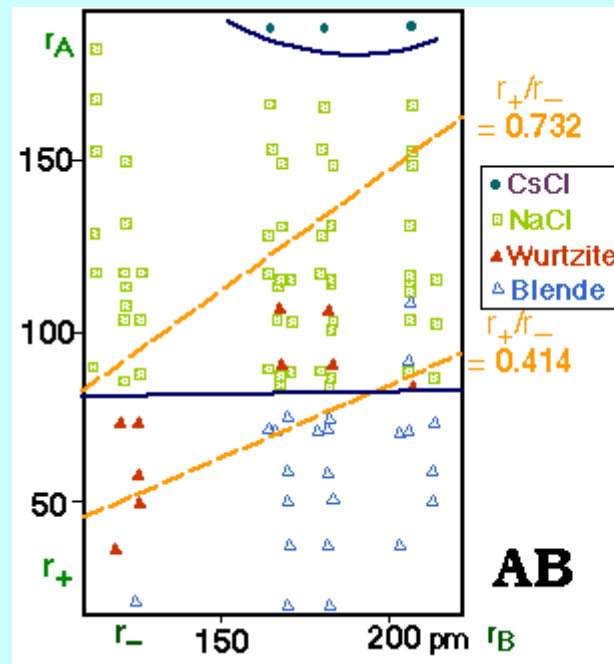 rA
r+/r−
= 0.732
150
CsCl
NaCl
Wurtzite
Blende
r+/r−
= 0.414
100
50
AB
r+
r−
150
200 pm
rB